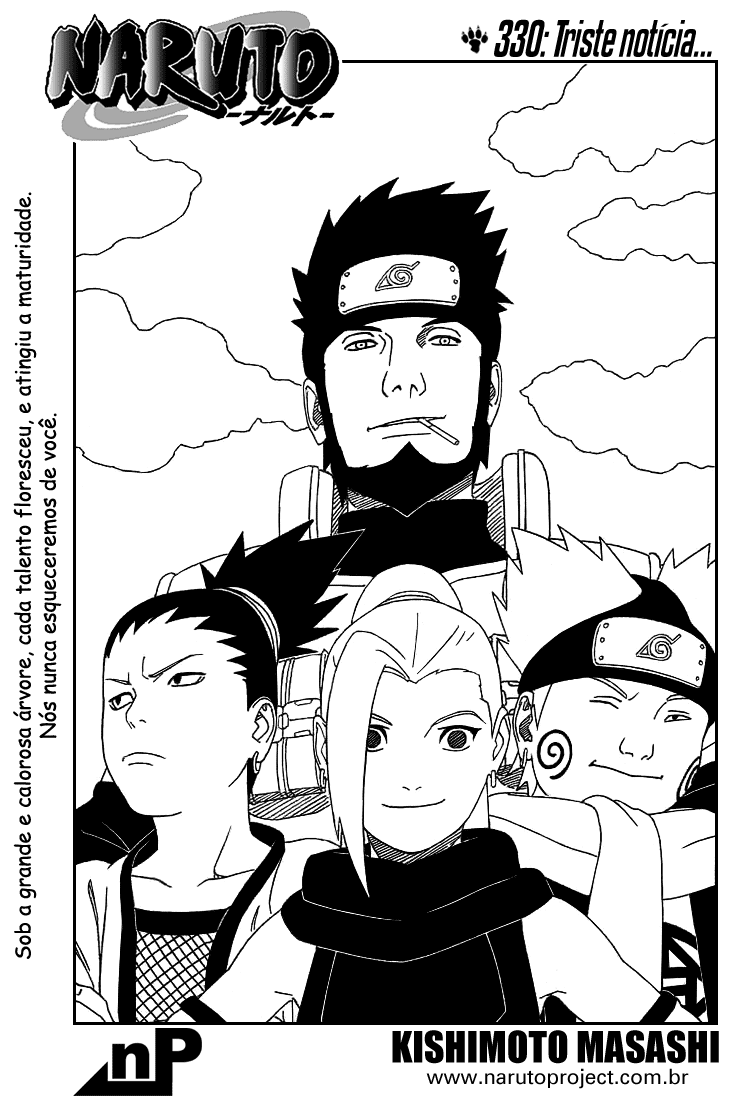 NARUTO
-ナルト-
330: Triste notícia...
Sob a grande e calorosa árvore, cada talento floresceu, e atingiu a maturidade.
Nós nunca esqueceremos de você.
nP
KISHIMOTO MASASHI
www.narutoproject.com.br